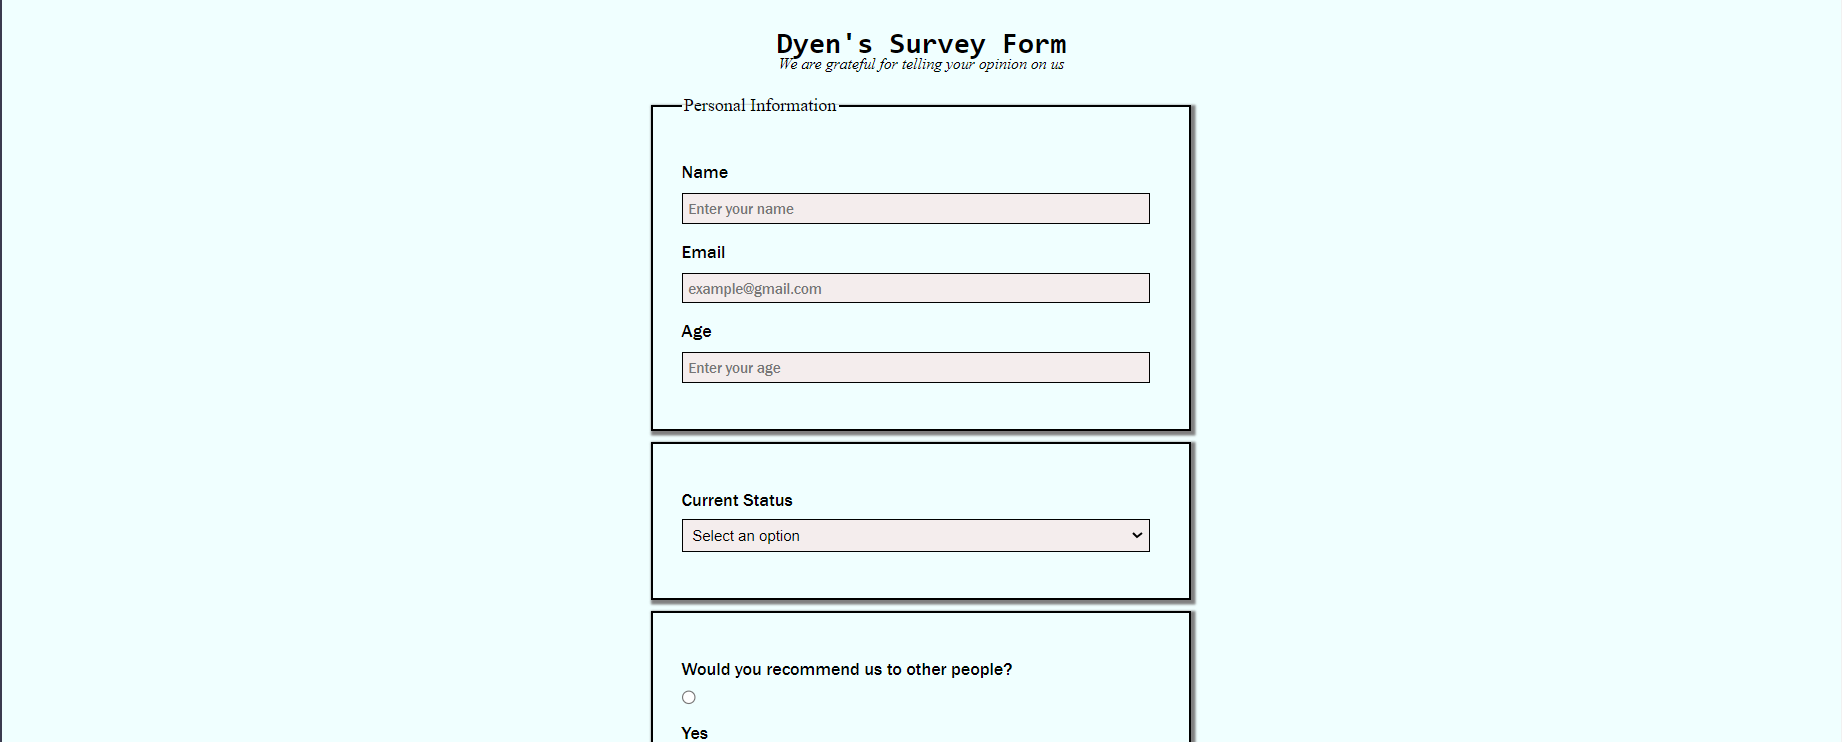 Dyen's Survey Form
We are grateful for telling your opinion on us
Personal Information
Name
Enter your name
Email
example@gmail.com
Age
Enter your age
Current Status
Select an option
Would you recommend us to other people?
Yes